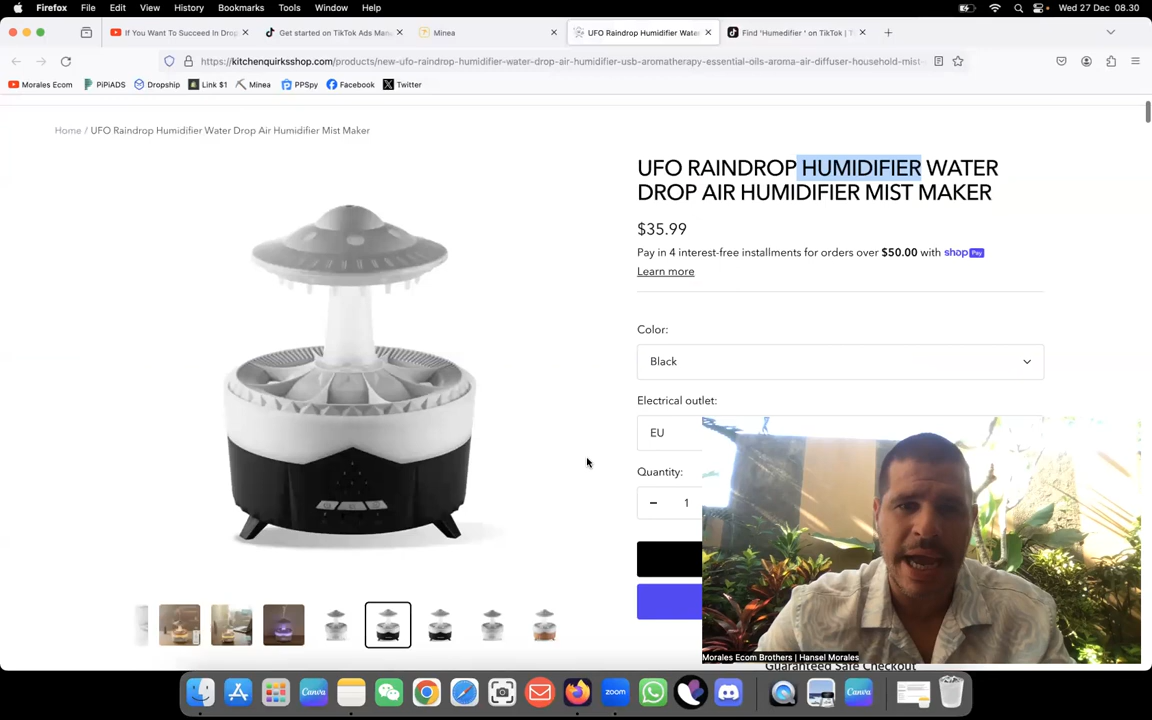 Firefox File Edit View History Bookmarks Tools Window Help Wed 27 Dec 08.30
If You Want To Succeed In Drop
Get started on TikTok Ads Mana
Minea
UFO Raindrop Humidifier Water
Find 'Humedifier ' on TikTok | T
https://kitchenquirksshop.com/products/new-ufo-raindrop-humidifier-water-drop-air-humidifier-usb-aromatherapy-essential-oils-aroma-air-diffuser-household-mist-
Morales Ecom PiPiADS Dropship Link $1 Minea PPSpy Facebook Twitter
Home / UFO Raindrop Humidifier Water Drop Air Humidifier Mist Maker
UFO RAINDROP HUMIDIFIER WATER
DROP AIR HUMIDIFIER MIST MAKER
$35.99
Pay in 4 interest-free installments for orders over $50.00 with shop Pay
Learn more
Color:
Black
Electrical outlet:
EU
Quantity:
1
Morales Ecom Brothers | Hansel Morales
Guaranteed Safe Checkout
Canva
zoom
Canva